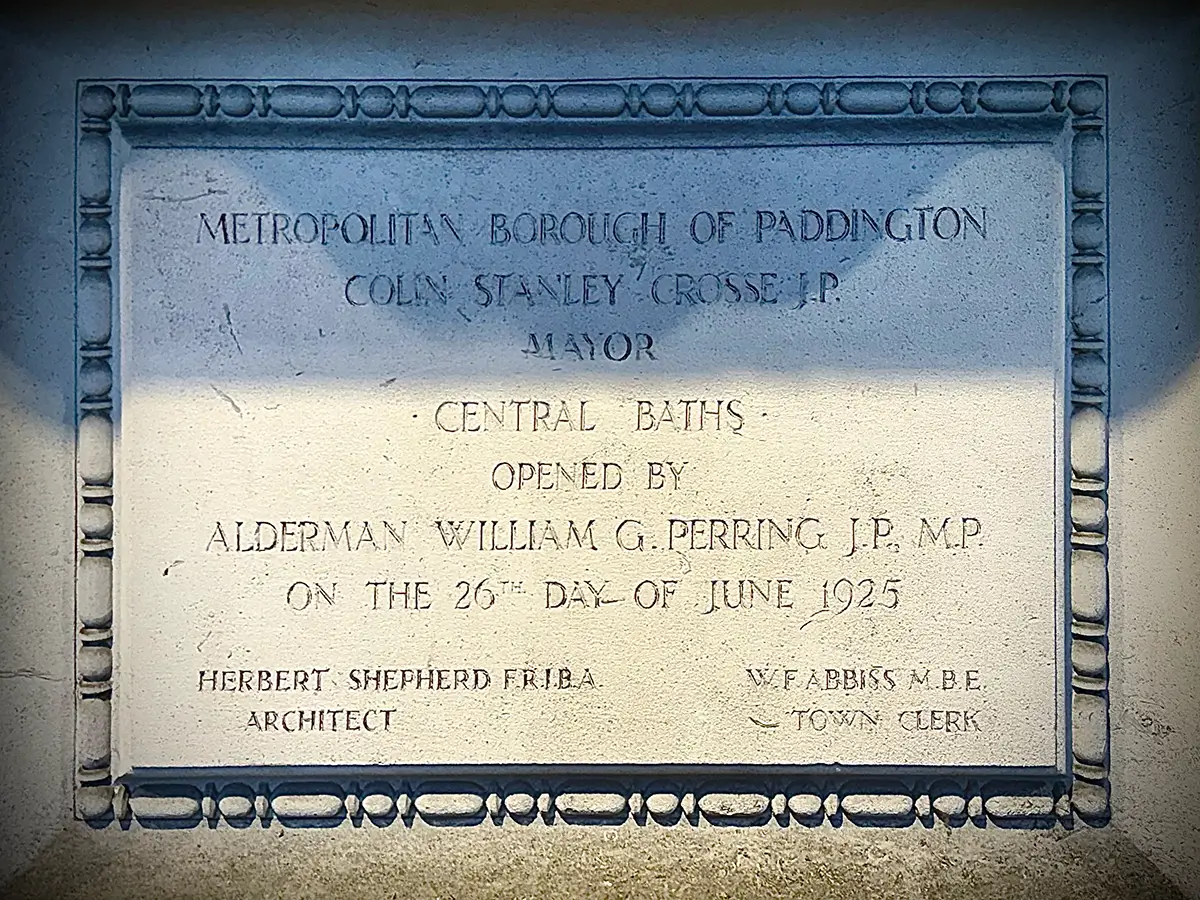 METROPOLITAN BOROUGH OF PADDINGTON
COLIN STANLEY CROSSE J.P.
MAYOR
· CENTRAL BATHS ·
OPENED BY
ALDERMAN WILLIAM G. PERRING J.P. M.P.
ON THE 26TH DAY OF JUNE 1925
HERBERT SHEPHERD F.R.I.B.A. W.F ABBISS M.B.E.
ARCHITECT TOWN CLERK